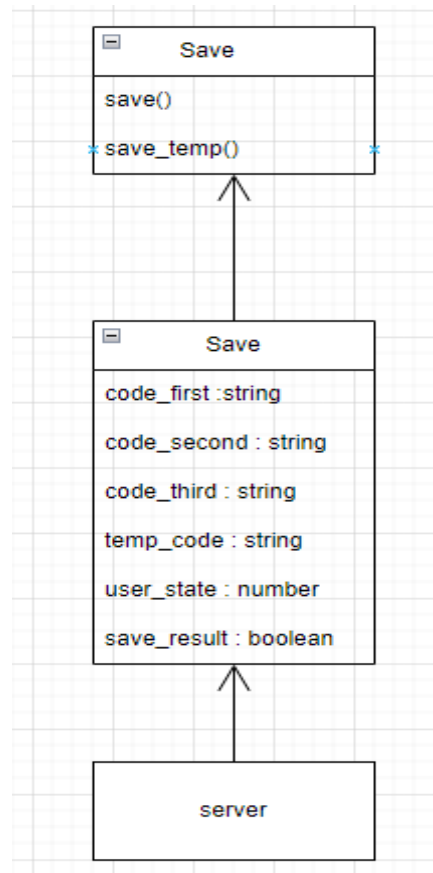 Save
save()
save_temp()
Save
code_first :string
code_second : string
code_third : string
temp_code : string
user_state : number
save_result : boolean
server